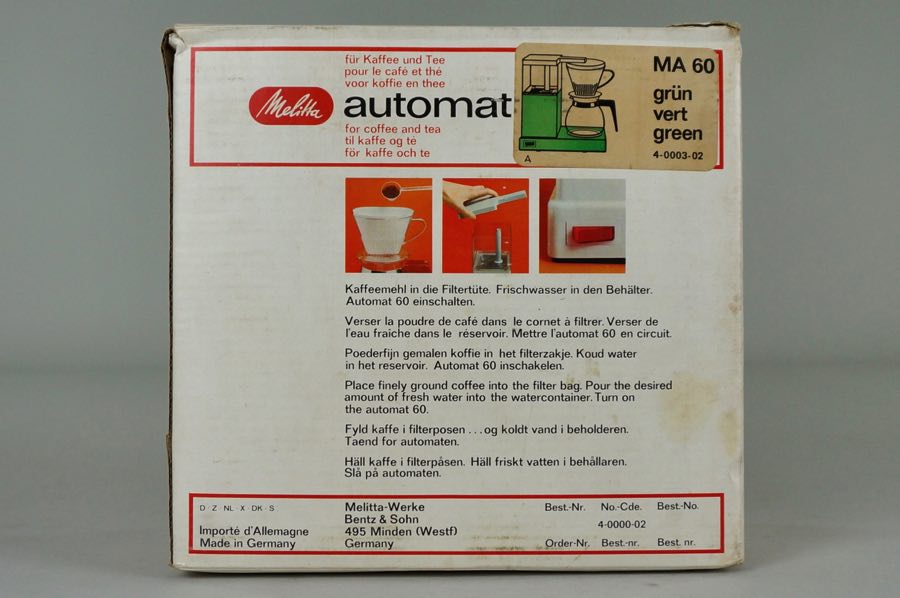 für Kaffee und Tee
pour le café et thé
voor koffie en thee
Melitta automat
for coffee and tea
til kaffe og te
för kaffe och te
MA 60
grün
vert
green
4-0003-02
A
Kaffeemehl in die Filtertüte. Frischwasser in den Behälter.
Automat 60 einschalten.
Verser la poudre de café dans le cornet à filtrer. Verser de
l'eau fraiche dans le réservoir. Mettre l'automat 60 en circuit.
Poederfijn gemalen koffie in het filterzakje. Koud water
in het reservoir. Automat 60 inschakelen.
Place finely ground coffee into the filter bag. Pour the desired
amount of fresh water into the watercontainer. Turn on
the automat 60.
Fyld kaffe i filterposen ... og koldt vand i beholderen.
Taend for automaten.
Häll kaffe i filterpåsen. Häll friskt vatten i behållaren.
Slå på automaten.
D · Z · NL · X · DK · S
Importé d'Allemagne
Made in Germany
Melitta-Werke
Bentz & Sohn
495 Minden (Westf)
Germany
Best.-Nr. No.-Cde. Best.-No.
4-0000-02
Order-Nr. Best.-nr. Best. nr.